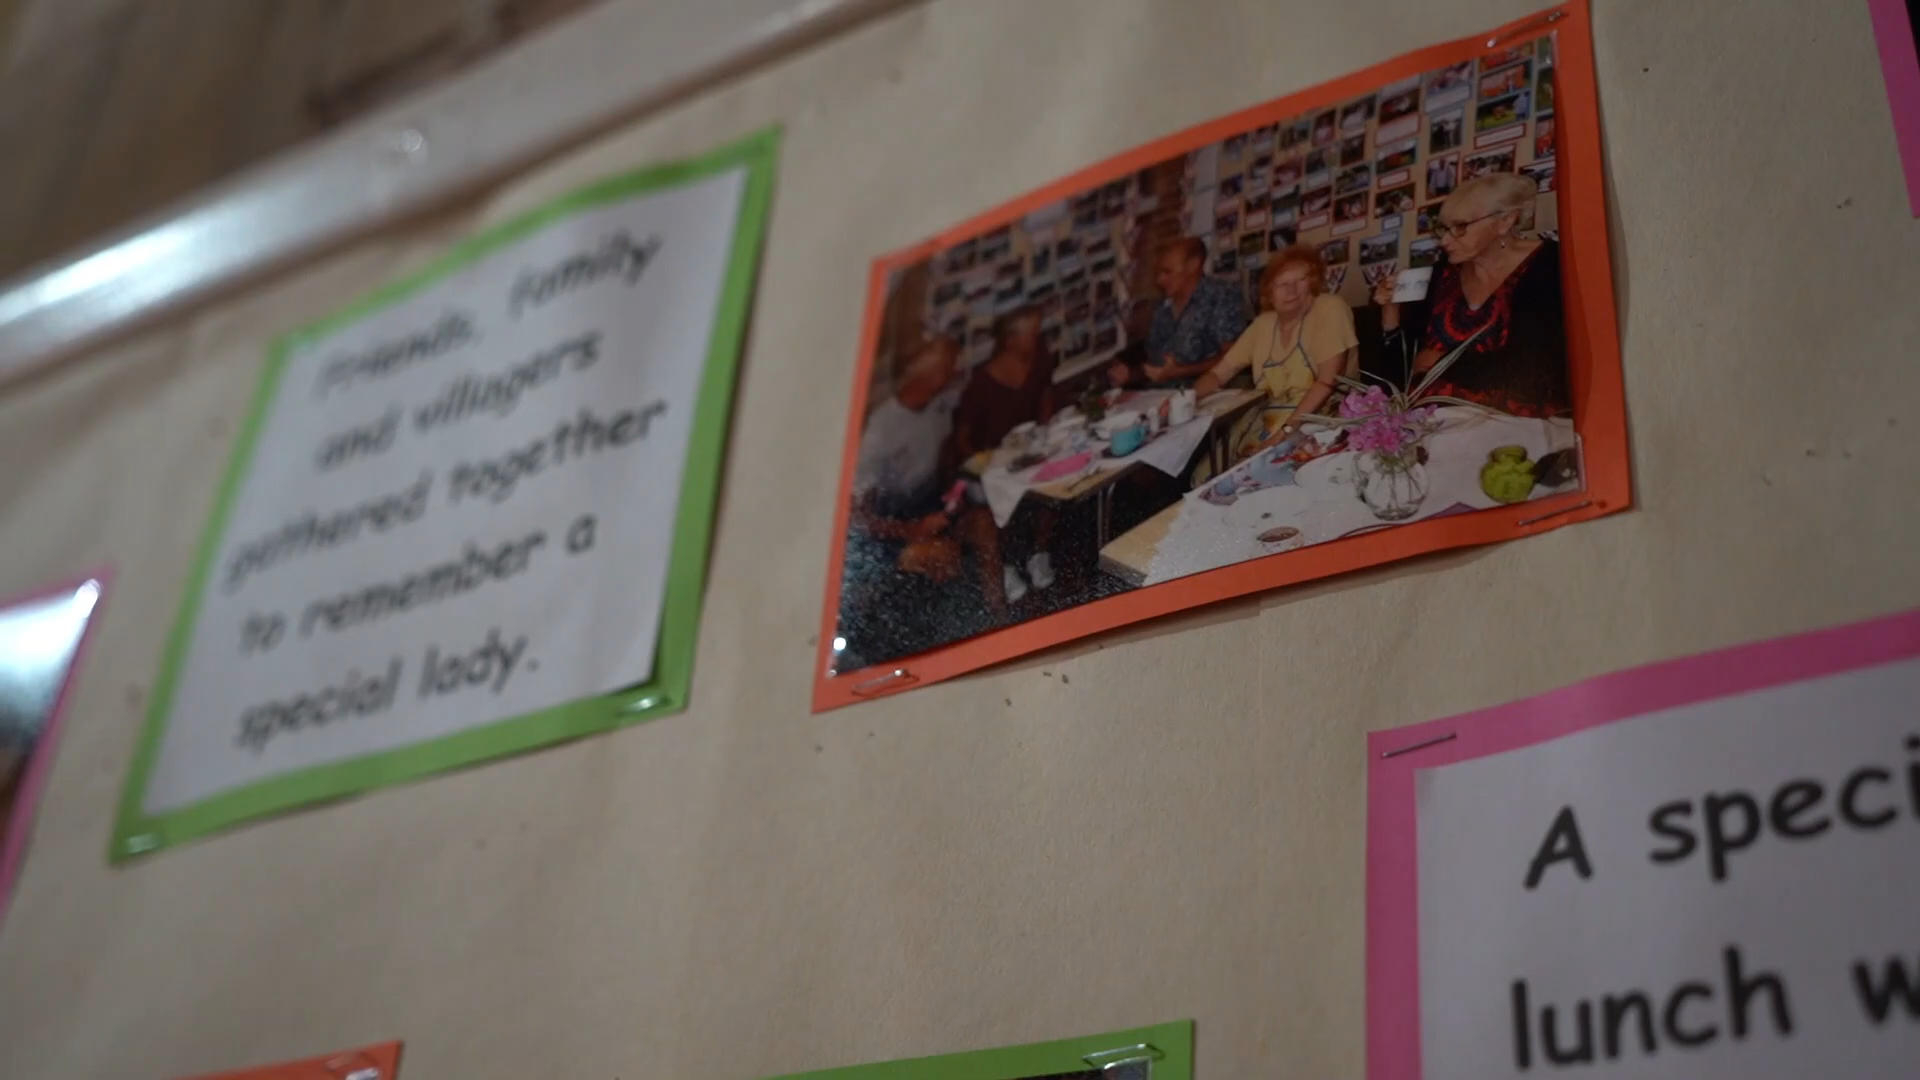 Friends, family
and villagers
gathered together
to remember a
special lady.
A speci
lunch w